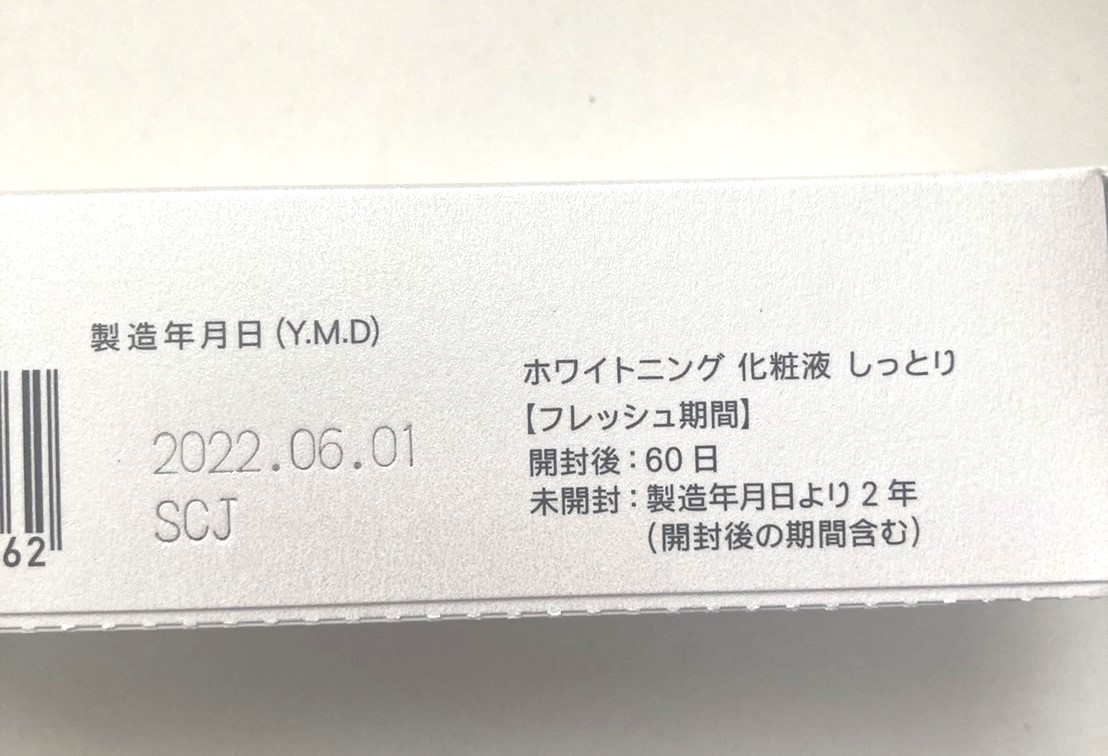 製造年月日 (Y.M.D)
2022.06.01
SCJ
62
ホワイトニング 化粧液 しっとり
【フレッシュ期間】
開封後：60 日
未開封：製造年月日より 2 年
（開封後の期間含む）